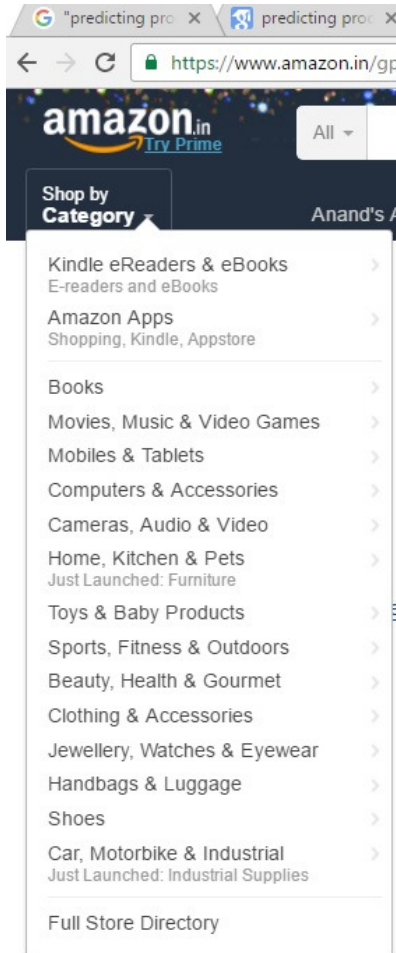 "predicting pro
predicting prod
https://www.amazon.in/gp
amazon.in
Try Prime
All
Shop by
Category
Anand's A
Kindle eReaders & eBooks
E-readers and eBooks
Amazon Apps
Shopping, Kindle, Appstore
Books
Movies, Music & Video Games
Mobiles & Tablets
Computers & Accessories
Cameras, Audio & Video
Home, Kitchen & Pets
Just Launched: Furniture
Toys & Baby Products
Sports, Fitness & Outdoors
Beauty, Health & Gourmet
Clothing & Accessories
Jewellery, Watches & Eyewear
Handbags & Luggage
Shoes
Car, Motorbike & Industrial
Just Launched: Industrial Supplies
Full Store Directory